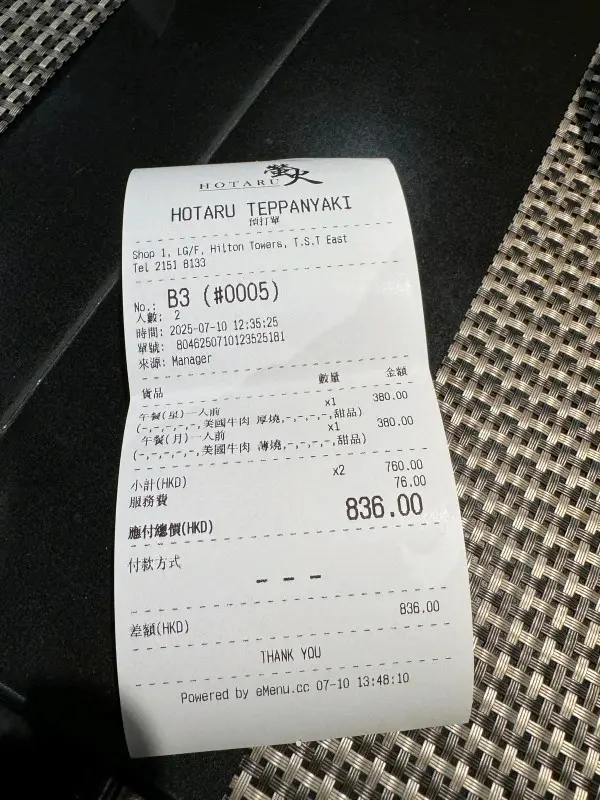 HOTARU 螢火
HOTARU TEPPANYAKI
預打單
Shop 1, LG/F, Hilton Towers, T.S.T East
Tel 2151 8133
No.: B3 (#0005)
人數: 2
時間: 2025-07-10 12:35:25
單號: 8046250710123525181
來源: Manager
貨品 數量 金額
午餐(星)一人前 x1 380.00
(-,-,-,-,美國牛肉 厚燒,-,-,-,甜品)
午餐(月)一人前 x1 380.00
(-,-,-,-,美國牛肉 薄燒,-,-,-,甜品)
小計(HKD) x2 760.00
服務費 76.00
應付總價(HKD) 836.00
付款方式
---
差額(HKD) 836.00
THANK YOU
Powered by eMenu.cc 07-10 13:48:10